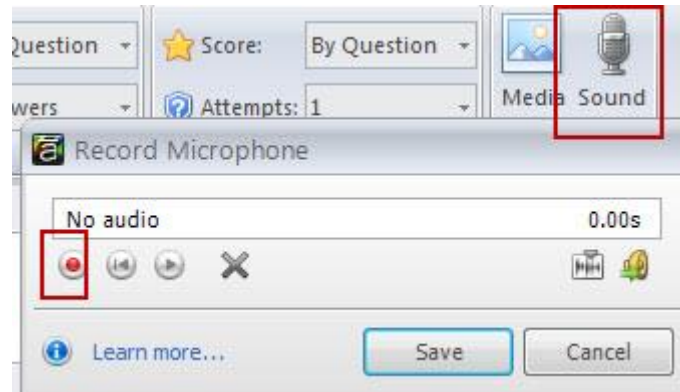 Question Score: By Question
wers Attempts: 1 Media Sound
Record Microphone
No audio 0.00s
Learn more... Save Cancel